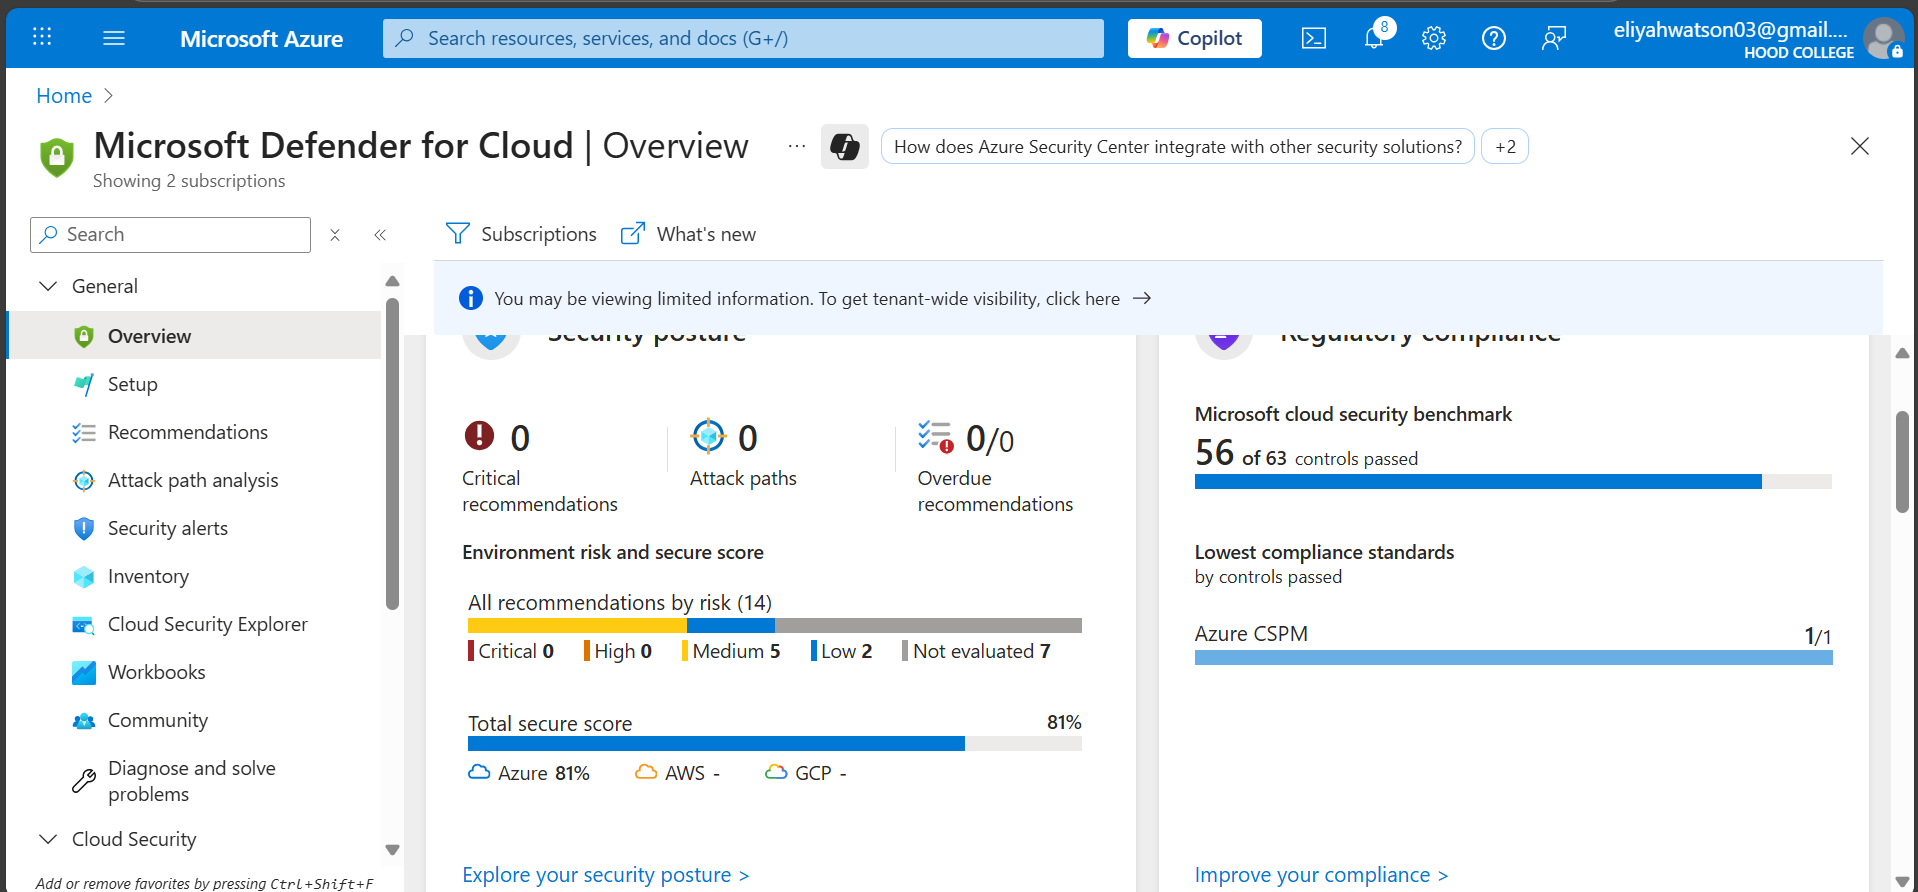 Microsoft Azure
Search resources, services, and docs (G+/)
Copilot
8
eliyahwatson03@gmail....
HOOD COLLEGE
Home
Microsoft Defender for Cloud | Overview
...
How does Azure Security Center integrate with other security solutions?
+2
Showing 2 subscriptions
Search
General
Overview
Setup
Recommendations
Attack path analysis
Security alerts
Inventory
Cloud Security Explorer
Workbooks
Community
Diagnose and solve
problems
Cloud Security
Add or remove favorites by pressing Ctrl+Shift+F
Subscriptions
What's new
You may be viewing limited information. To get tenant-wide visibility, click here →
Security posture
0
Critical
recommendations
0
Attack paths
0/0
Overdue
recommendations
Environment risk and secure score
All recommendations by risk (14)
Critical 0
High 0
Medium 5
Low 2
Not evaluated 7
Total secure score
81%
Azure 81%
AWS -
GCP -
Explore your security posture >
Regulatory compliance
Microsoft cloud security benchmark
56 of 63 controls passed
Lowest compliance standards
by controls passed
Azure CSPM
1/1
Improve your compliance >